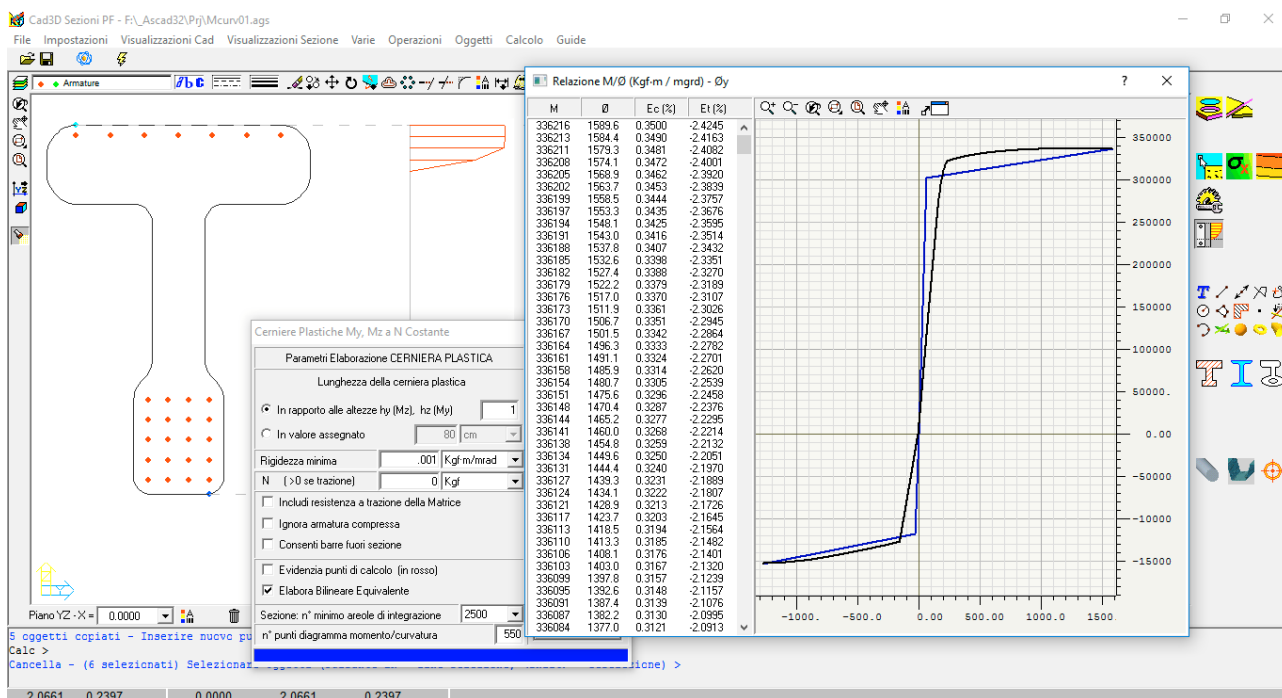 Cad3D Sezioni PF - F:\_Ascad32\Prj\Mcurv01.ags
File Impostazioni Visualizzazioni Cad Visualizzazioni Sezione Varie Operazioni Oggetti Calcolo Guide
Armature
Relazione M/Ø (Kgf·m / mgrd) - Øy
M Ø Ec (%) Et (%)
336216 1589.6 0.3500 -2.4245
336213 1584.4 0.3490 -2.4163
336211 1579.3 0.3481 -2.4082
336208 1574.1 0.3472 -2.4001
336205 1568.9 0.3462 -2.3920
336202 1563.7 0.3453 -2.3839
336199 1558.5 0.3444 -2.3757
336197 1553.3 0.3435 -2.3676
336194 1548.1 0.3425 -2.3595
336191 1543.0 0.3416 -2.3514
336188 1537.8 0.3407 -2.3432
336185 1532.6 0.3398 -2.3351
336182 1527.4 0.3388 -2.3270
336179 1522.2 0.3379 -2.3189
336176 1517.0 0.3370 -2.3107
336173 1511.9 0.3361 -2.3026
336170 1506.7 0.3351 -2.2945
336167 1501.5 0.3342 -2.2864
336164 1496.3 0.3333 -2.2782
336161 1491.1 0.3324 -2.2701
336158 1485.9 0.3314 -2.2620
336154 1480.7 0.3305 -2.2539
336151 1475.6 0.3296 -2.2458
336148 1470.4 0.3287 -2.2376
336144 1465.2 0.3277 -2.2295
336141 1460.0 0.3268 -2.2214
336138 1454.8 0.3259 -2.2132
336134 1449.6 0.3250 -2.2051
336131 1444.4 0.3240 -2.1970
336127 1439.3 0.3231 -2.1889
336124 1434.1 0.3222 -2.1807
336121 1428.9 0.3213 -2.1726
336117 1423.7 0.3203 -2.1645
336113 1418.5 0.3194 -2.1564
336110 1413.3 0.3185 -2.1482
336106 1408.1 0.3176 -2.1401
336103 1403.0 0.3167 -2.1320
336099 1397.8 0.3157 -2.1239
336095 1392.6 0.3148 -2.1157
336091 1387.4 0.3139 -2.1076
336087 1382.2 0.3130 -2.0995
336084 1377.0 0.3121 -2.0913
350000
300000
250000
200000
150000
100000
50000.
0.00
-50000
-10000
-15000
-1000. -500.0 0.00 500.0 1000.0 1500.
Cerniere Plastiche My, Mz a N Costante
Parametri Elaborazione CERNIERA PLASTICA
Lunghezza della cerniera plastica
In rapporto alle altezze hy (Mz), hz (My) 1
In valore assegnato 80 cm
Rigidezza minima .001 Kgf·m/mrad
N (>0 se trazione) 0 Kgf
Includi resistenza a trazione della Matrice
Ignora armatura compressa
Consenti barre fuori sezione
Evidenzia punti di calcolo (in rosso)
Elabora Bilineare Equivalente
Sezione: n° minimo areole di integrazione 2500
n° punti diagramma momento/curvatura 550
Piano YZ - X = 0.0000
5 oggetti copiati - Inserire nuovo pu
Calc >
Cancella - (6 selezionati) Selezionar
2.0661 0.2397 0.0000 2.0661 0.2397